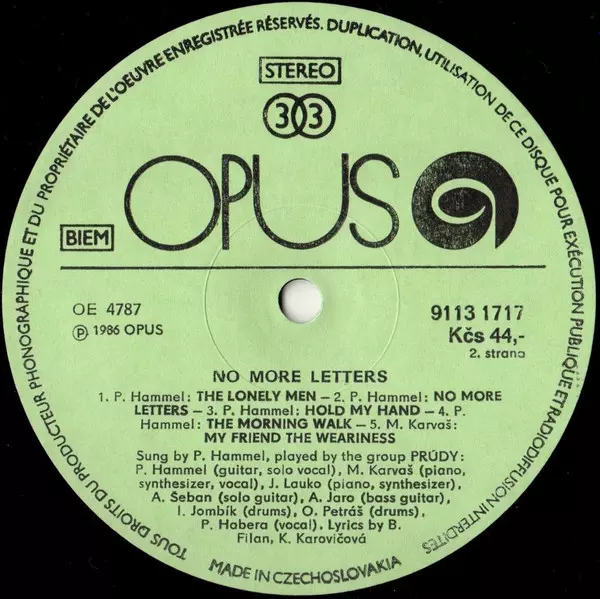 TOUS DROITS DU PRODUCTEUR PHONOGRAPHIQUE ET DU PROPRIÉTAIRE DE L'OEUVRE ENREGISTRÉE RÉSERVÉS. DUPLICATION, UTILISATION DE CE DISQUE POUR EXÉCUTION PUBLIQUE ET RADIODIFFUSION INTERDITES
STEREO
33
OPUS
BIEM
OE 4787
℗ 1986 OPUS
9113 1717
Kčs 44,-
2. strana
NO MORE LETTERS
1. P. Hammel: THE LONELY MEN – 2. P. Hammel: NO MORE
LETTERS – 3. P. Hammel: HOLD MY HAND – 4. P.
Hammel: THE MORNING WALK – 5. M. Karvaš:
MY FRIEND THE WEARINESS
Sung by P. Hammel, played by the group PRÚDY:
P. Hammel (guitar, solo vocal), M. Karvaš (piano,
synthesizer, vocal), J. Lauko (piano, synthesizer),
A. Šeban (solo guitar), A. Jaro (bass guitar),
I. Jombík (drums), O. Petráš (drums),
P. Habera (vocal). Lyrics by B.
Filan, K. Karovičová
MADE IN CZECHOSLOVAKIA